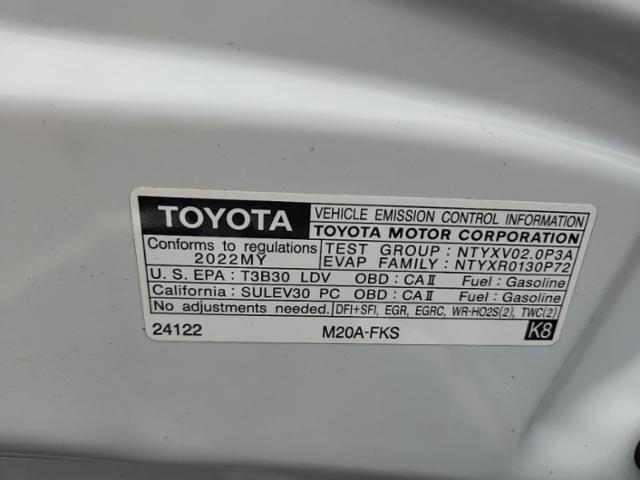 TOYOTA VEHICLE EMISSION CONTROL INFORMATION
TOYOTA MOTOR CORPORATION
Conforms to regulations TEST GROUP : NTYXV02.0P3A
2022MY EVAP FAMILY : NTYXR0130P72
U. S. EPA : T3B30 LDV OBD : CAⅡ Fuel : Gasoline
California : SULEV30 PC OBD : CAⅡ Fuel : Gasoline
No adjustments needed. DFI+SFI, EGR, EGRC, WR-HO2S(2), TWC(2)
24122 M20A-FKS K8